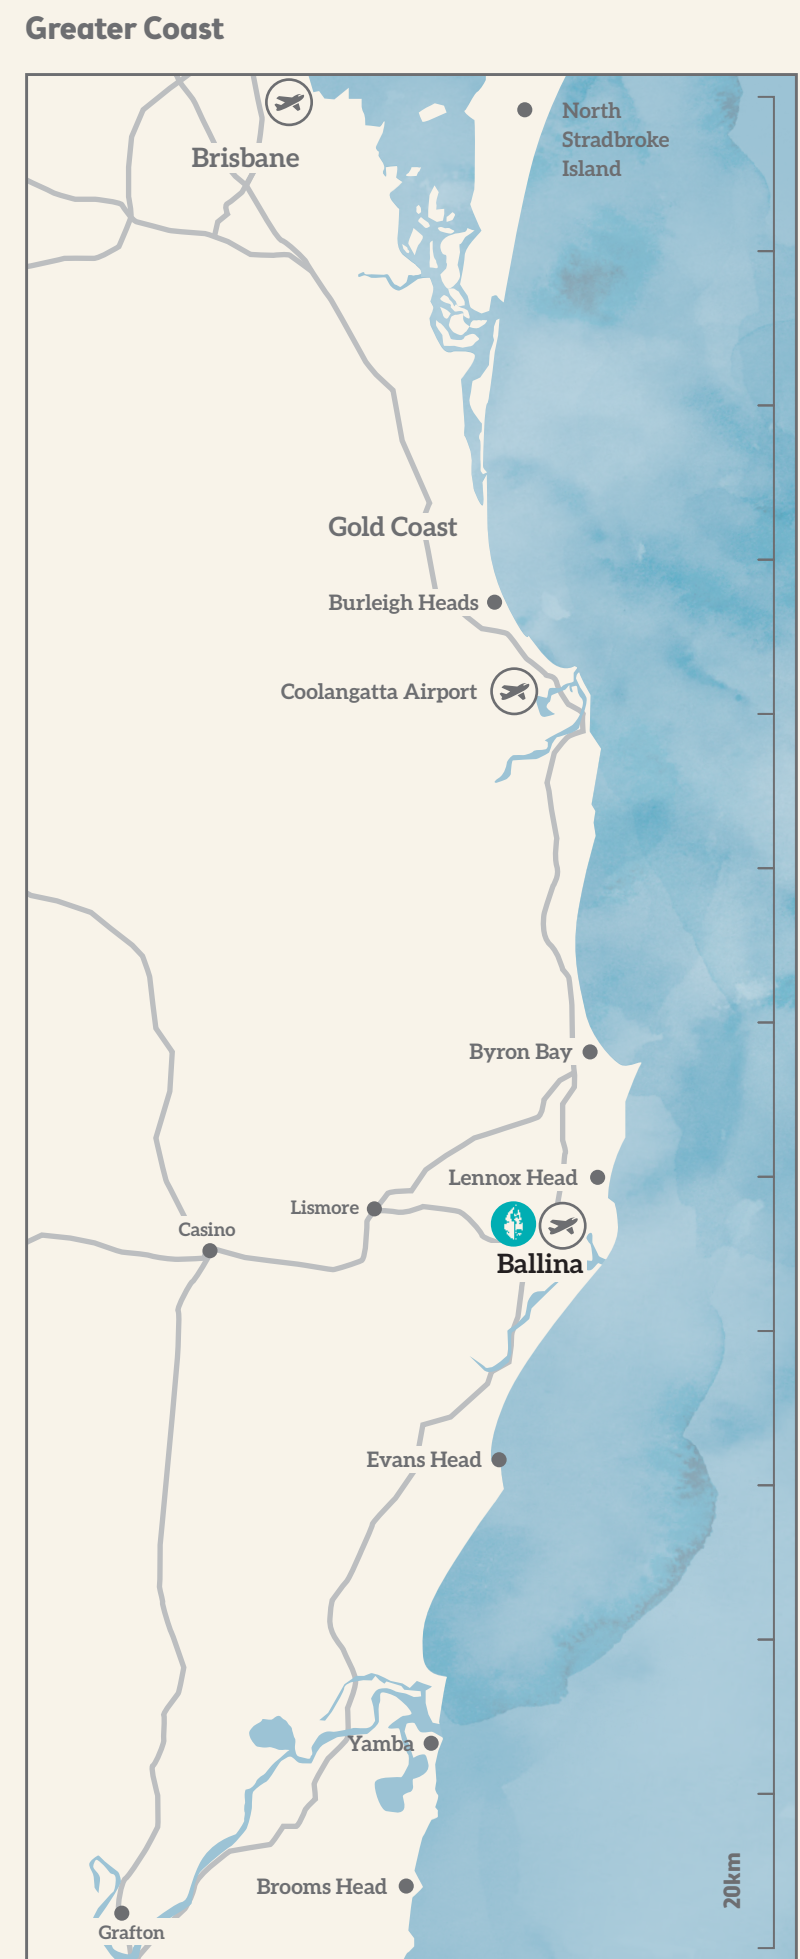 Greater Coast
North
Stradbroke
Island
Brisbane
Gold Coast
Burleigh Heads
Coolangatta Airport
Byron Bay
Lennox Head
Lismore
Casino
Ballina
Evans Head
Yamba
20km
Brooms Head
Grafton